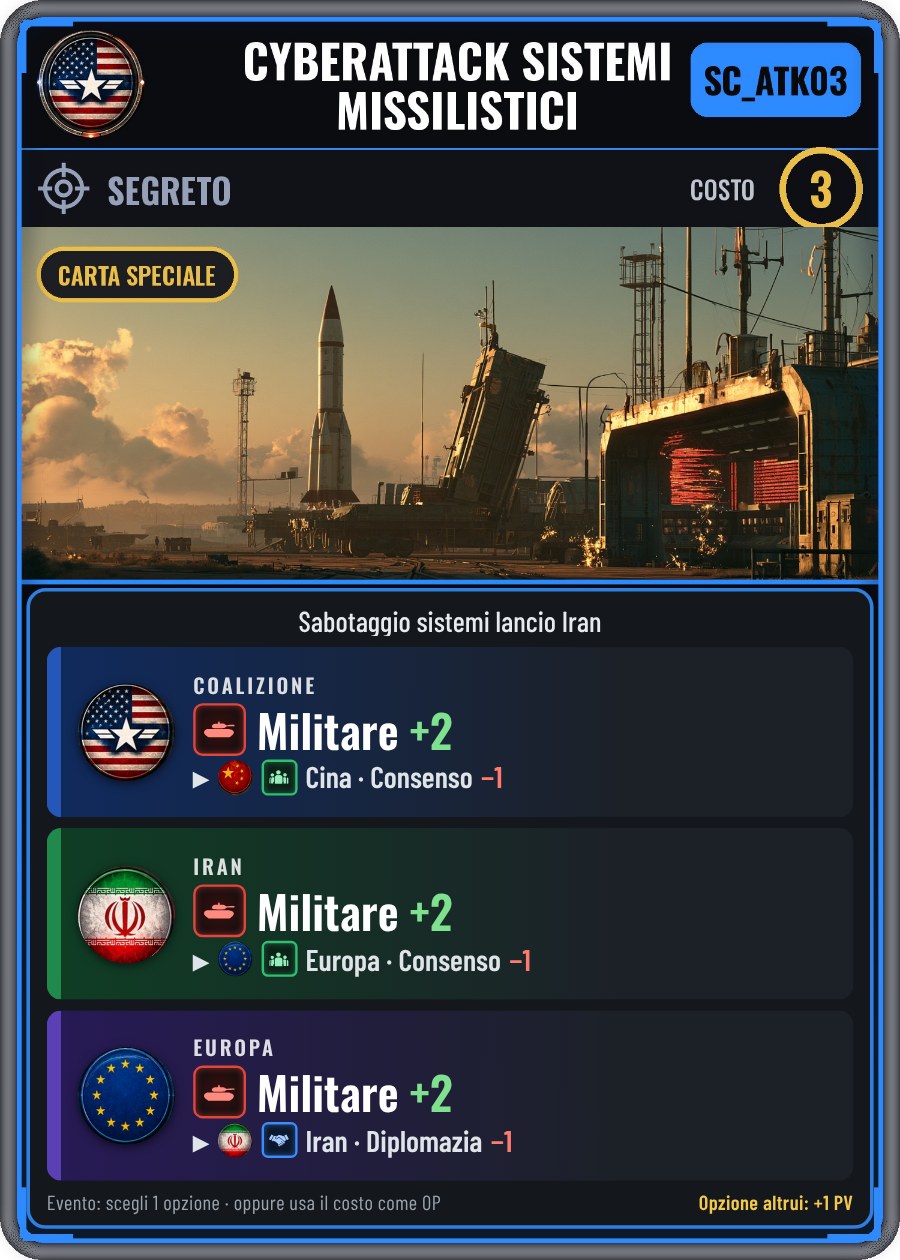 CYBERATTACK SISTEMI
MISSILISTICI
SC_ATK03
SEGRETO
COSTO
3
CARTA SPECIALE
Sabotaggio sistemi lancio Iran
COALIZIONE
Militare +2
▶ Cina · Consenso −1
IRAN
Militare +2
▶ Europa · Consenso −1
EUROPA
Militare +2
▶ Iran · Diplomazia −1
Evento: scegli 1 opzione · oppure usa il costo come OP
Opzione altrui: +1 PV